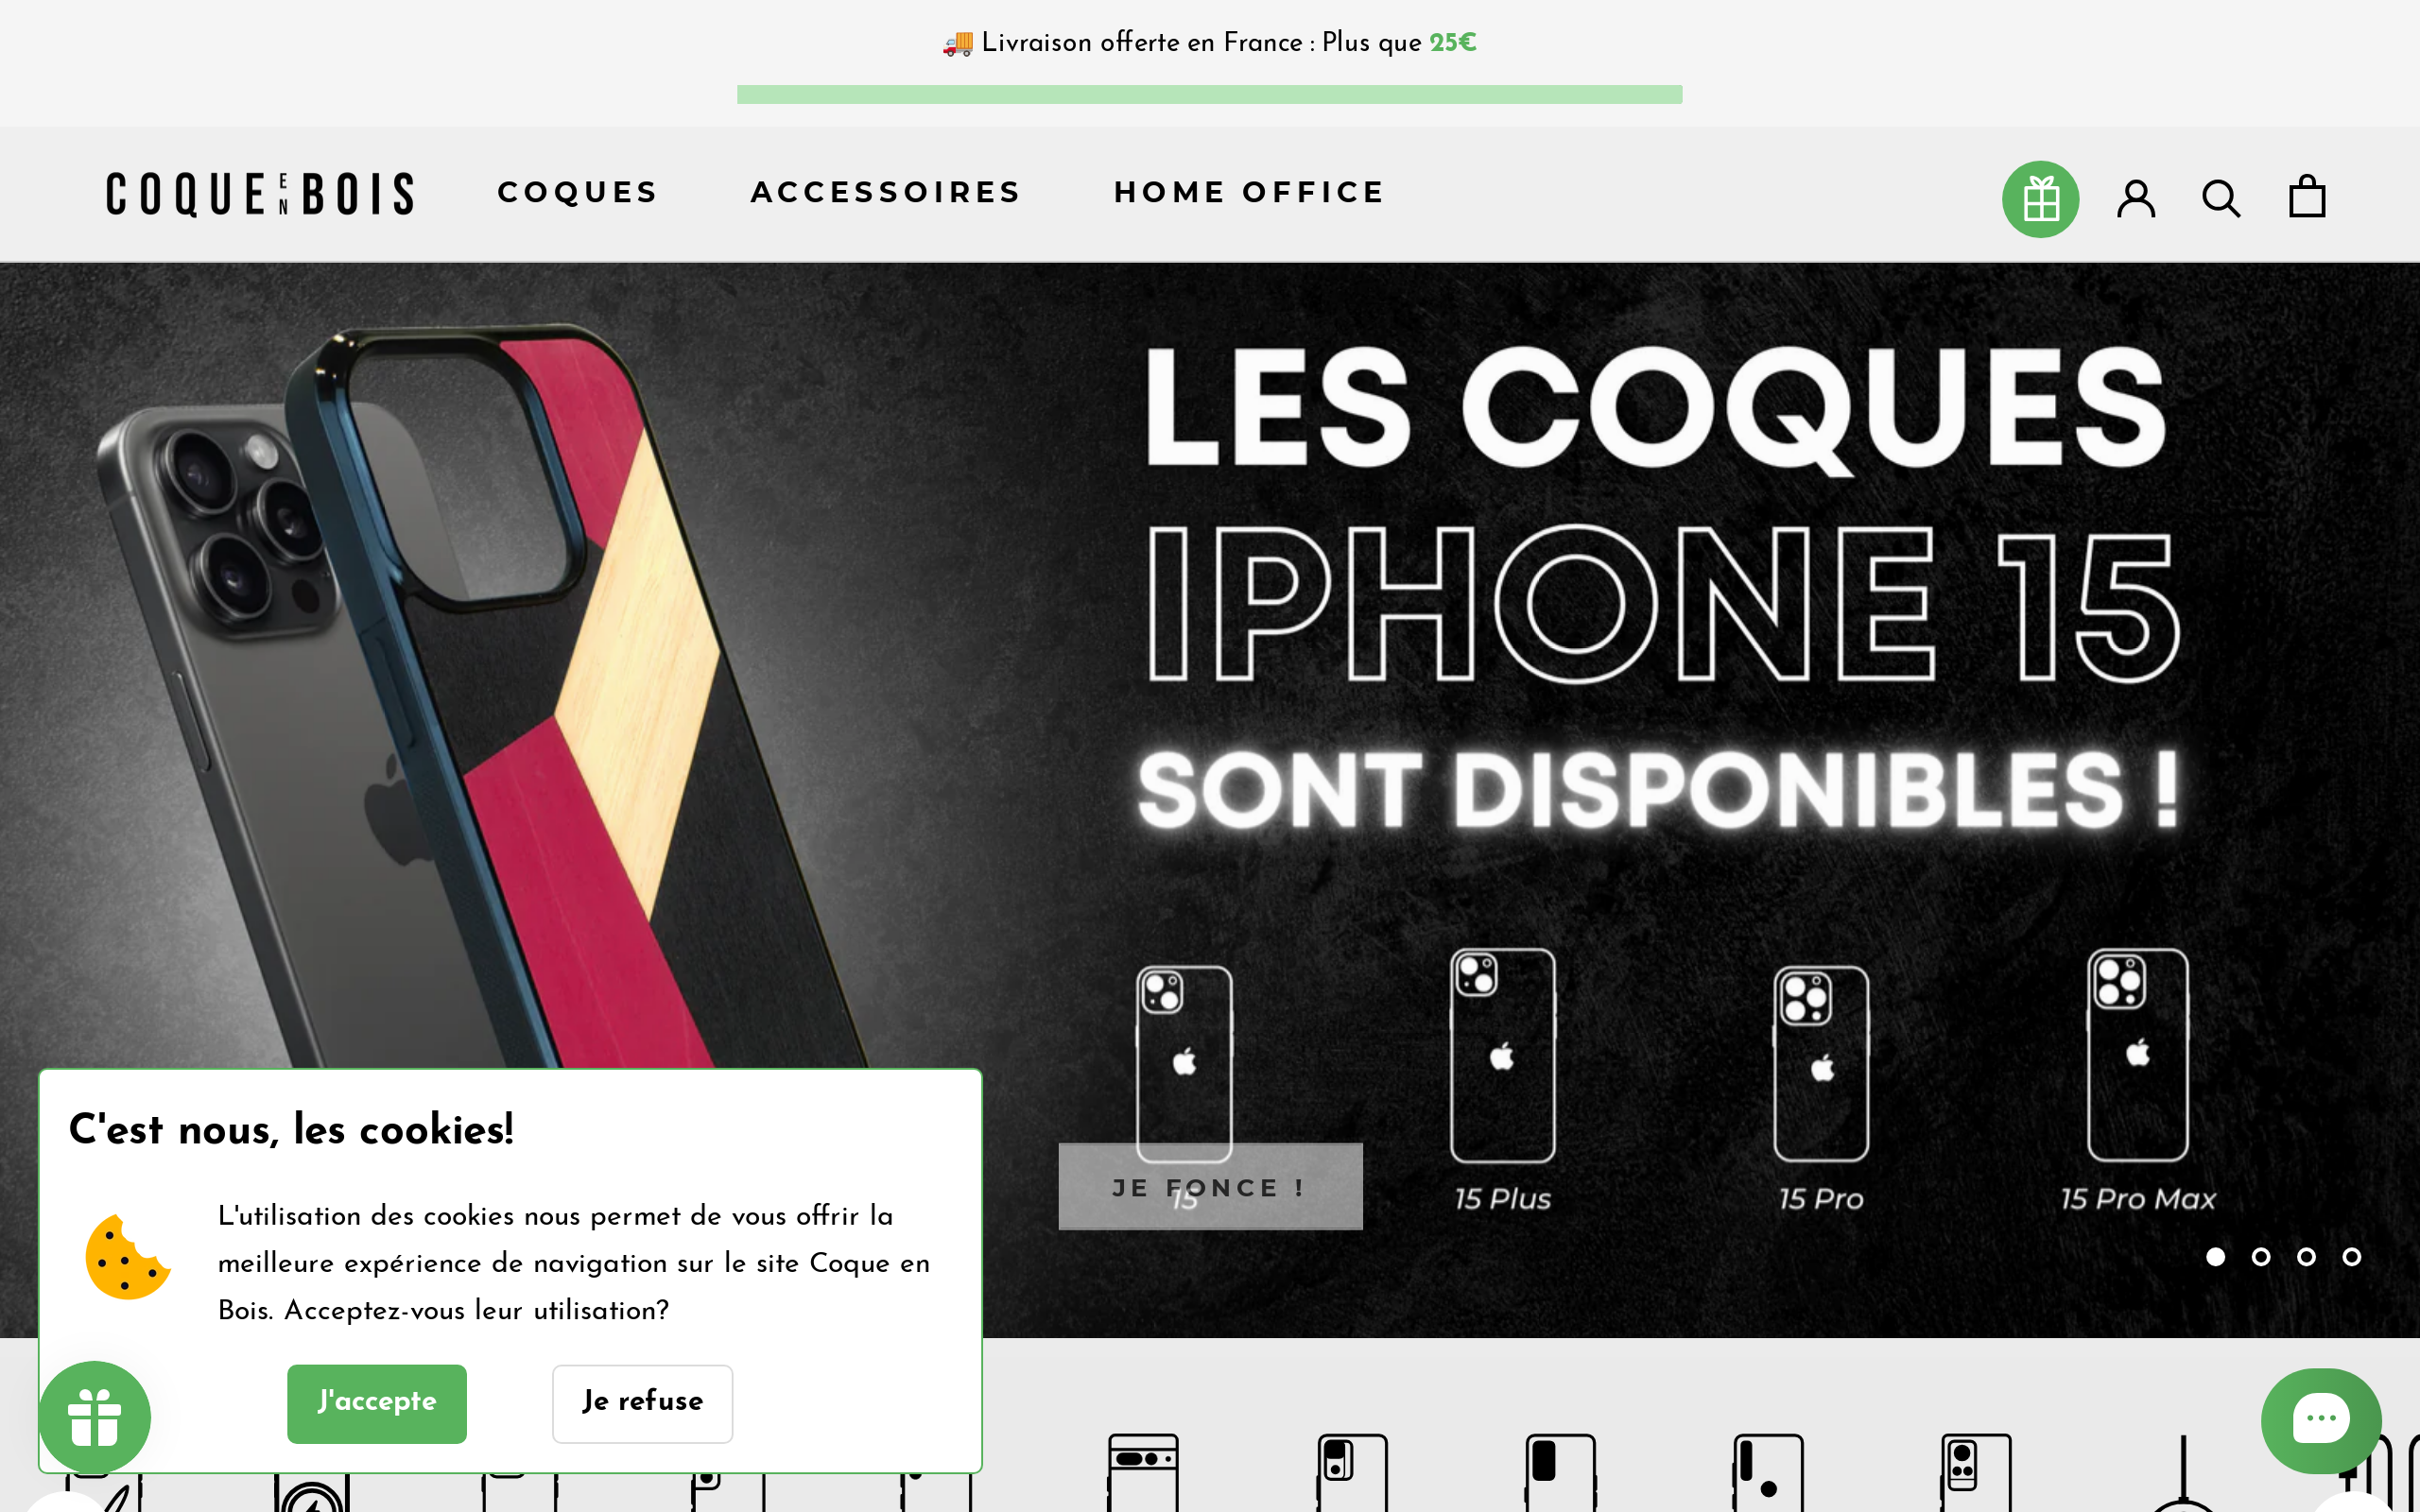 🚚 Livraison offerte en France : Plus que 25€
COQUE EN BOIS
COQUES
ACCESSOIRES
HOME OFFICE
LES COQUES
IPHONE 15
SONT DISPONIBLES !
JE FONCE !
15
15 Plus
15 Pro
15 Pro Max
C'est nous, les cookies!
L'utilisation des cookies nous permet de vous offrir la
meilleure expérience de navigation sur le site Coque en
Bois. Acceptez-vous leur utilisation?
J'accepte
Je refuse